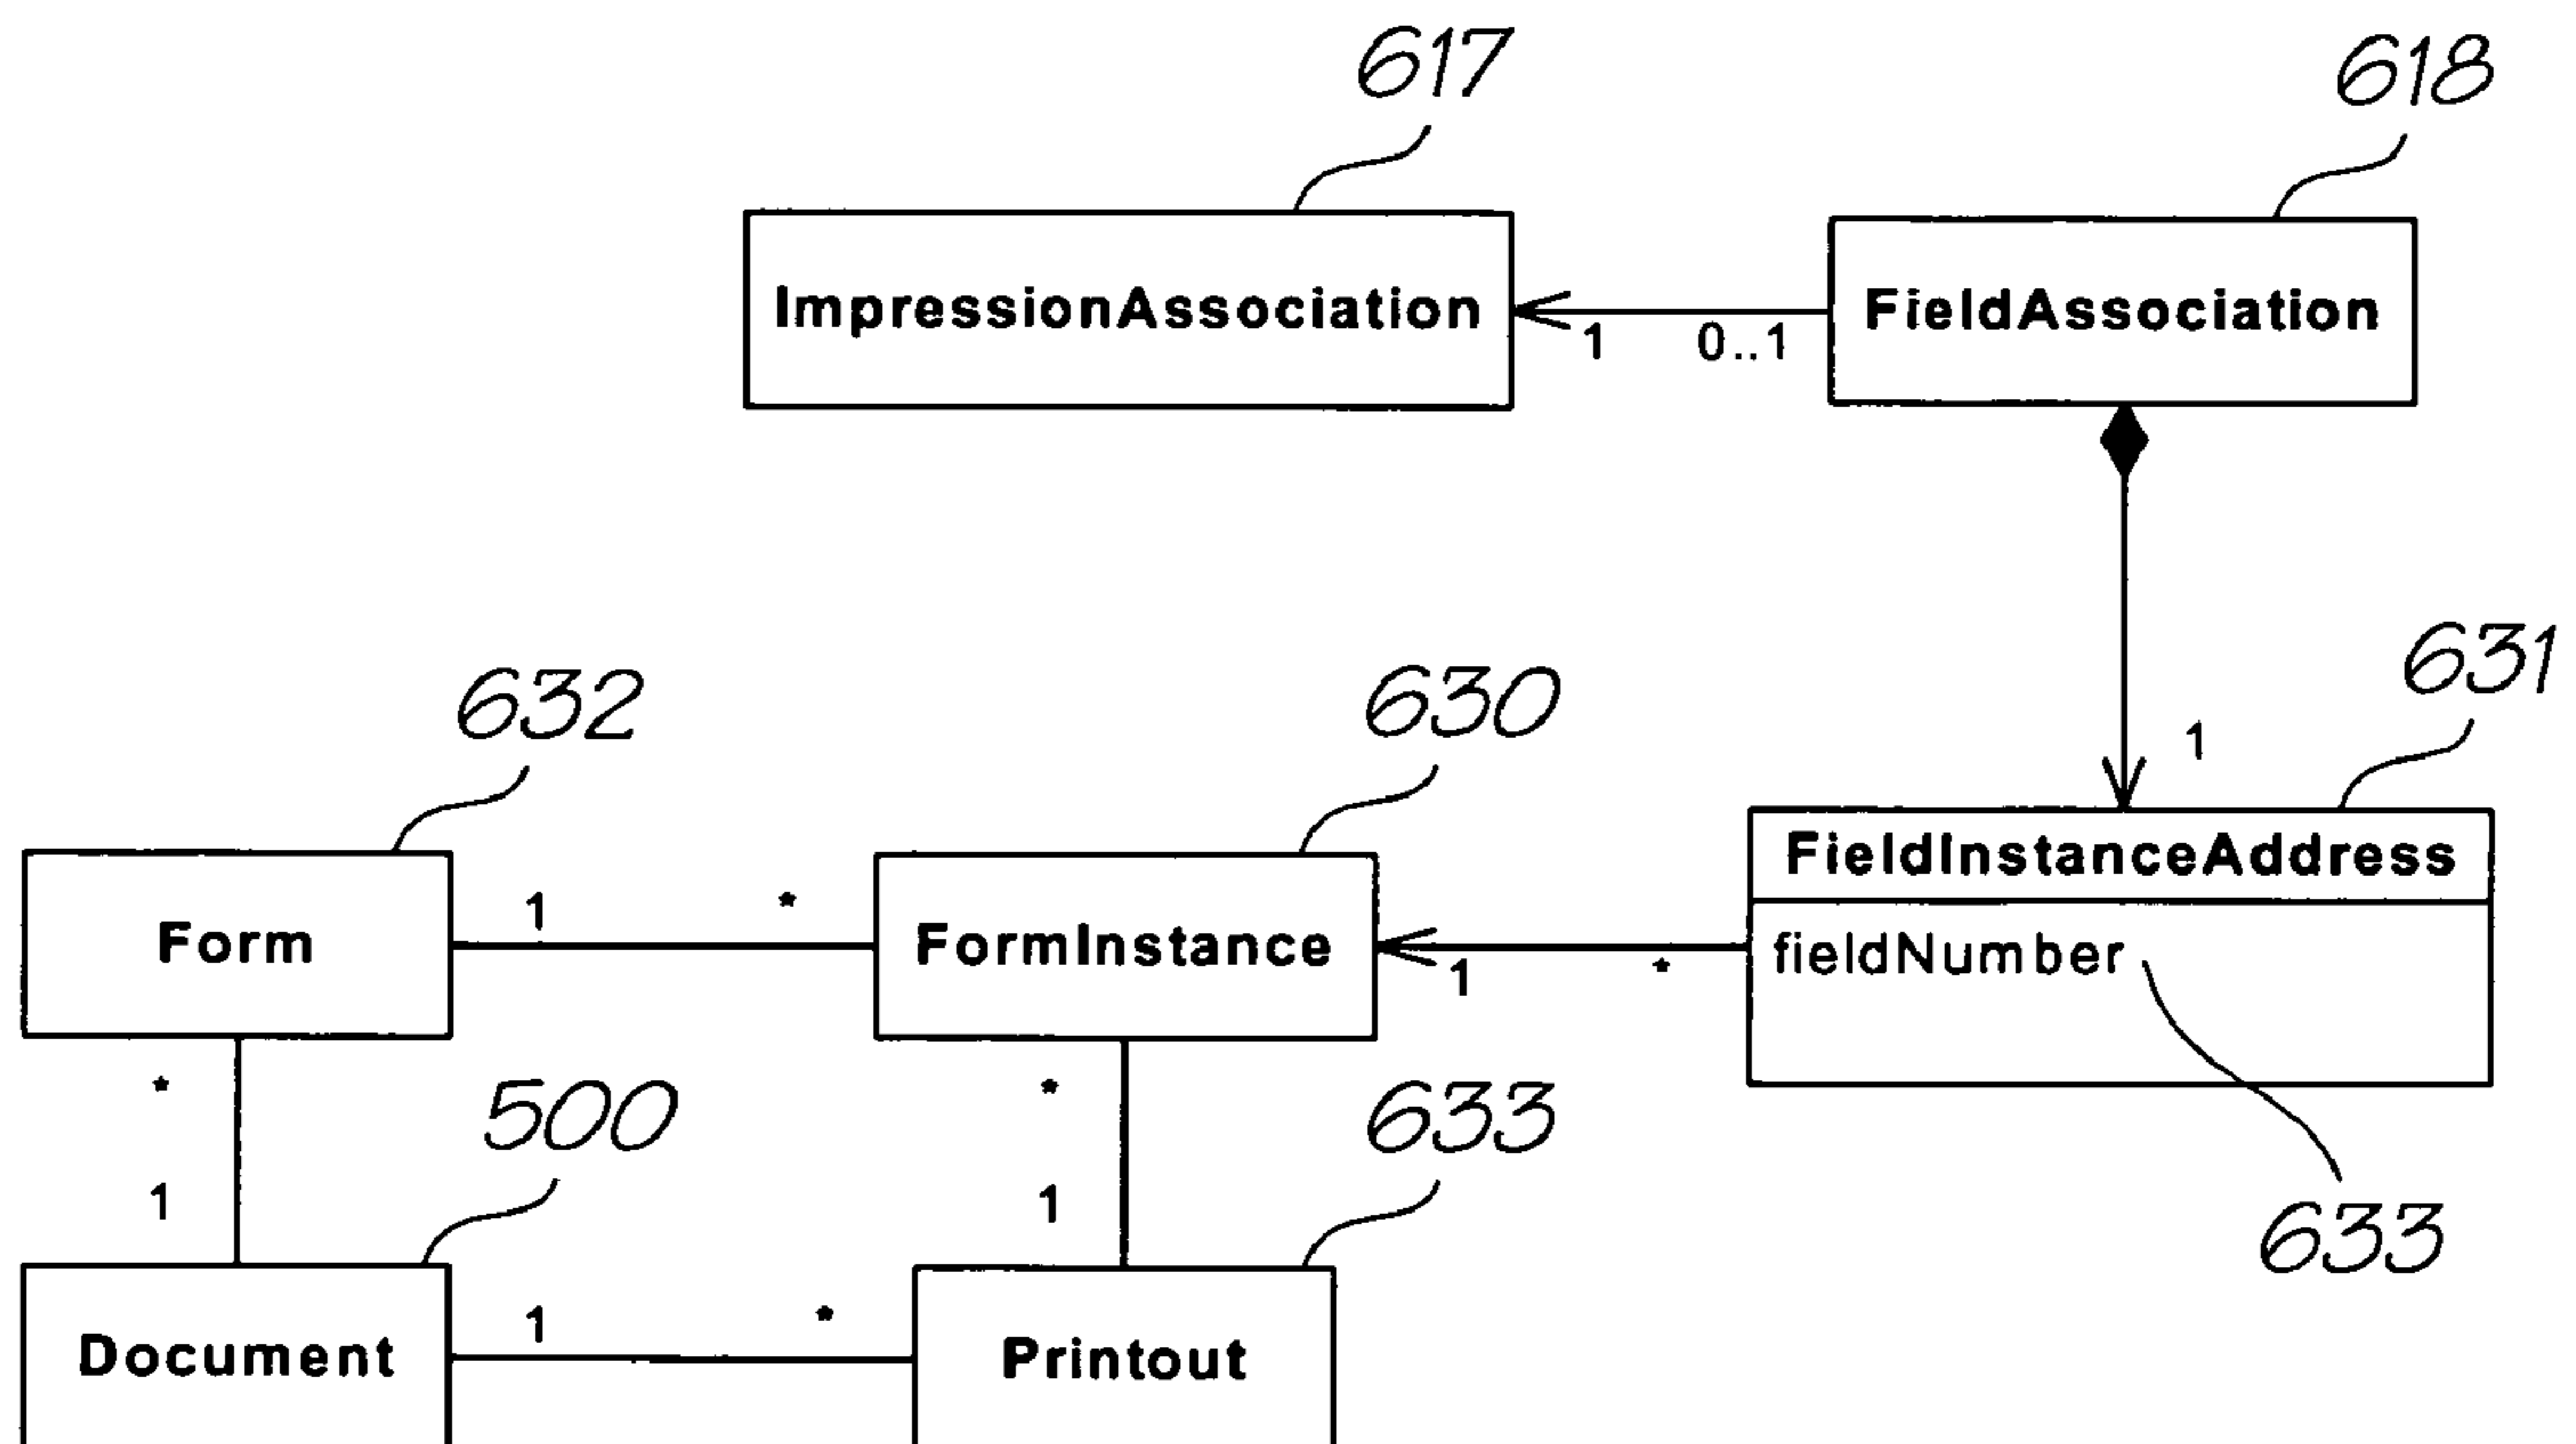 617
618
ImpressionAssociation
1
0..1
FieldAssociation
632
630
1
631
Form
1
*
FormInstance
1
*
FieldInstanceAddress
fieldNumber
*
1
500
*
1
633
633
Document
1
*
Printout